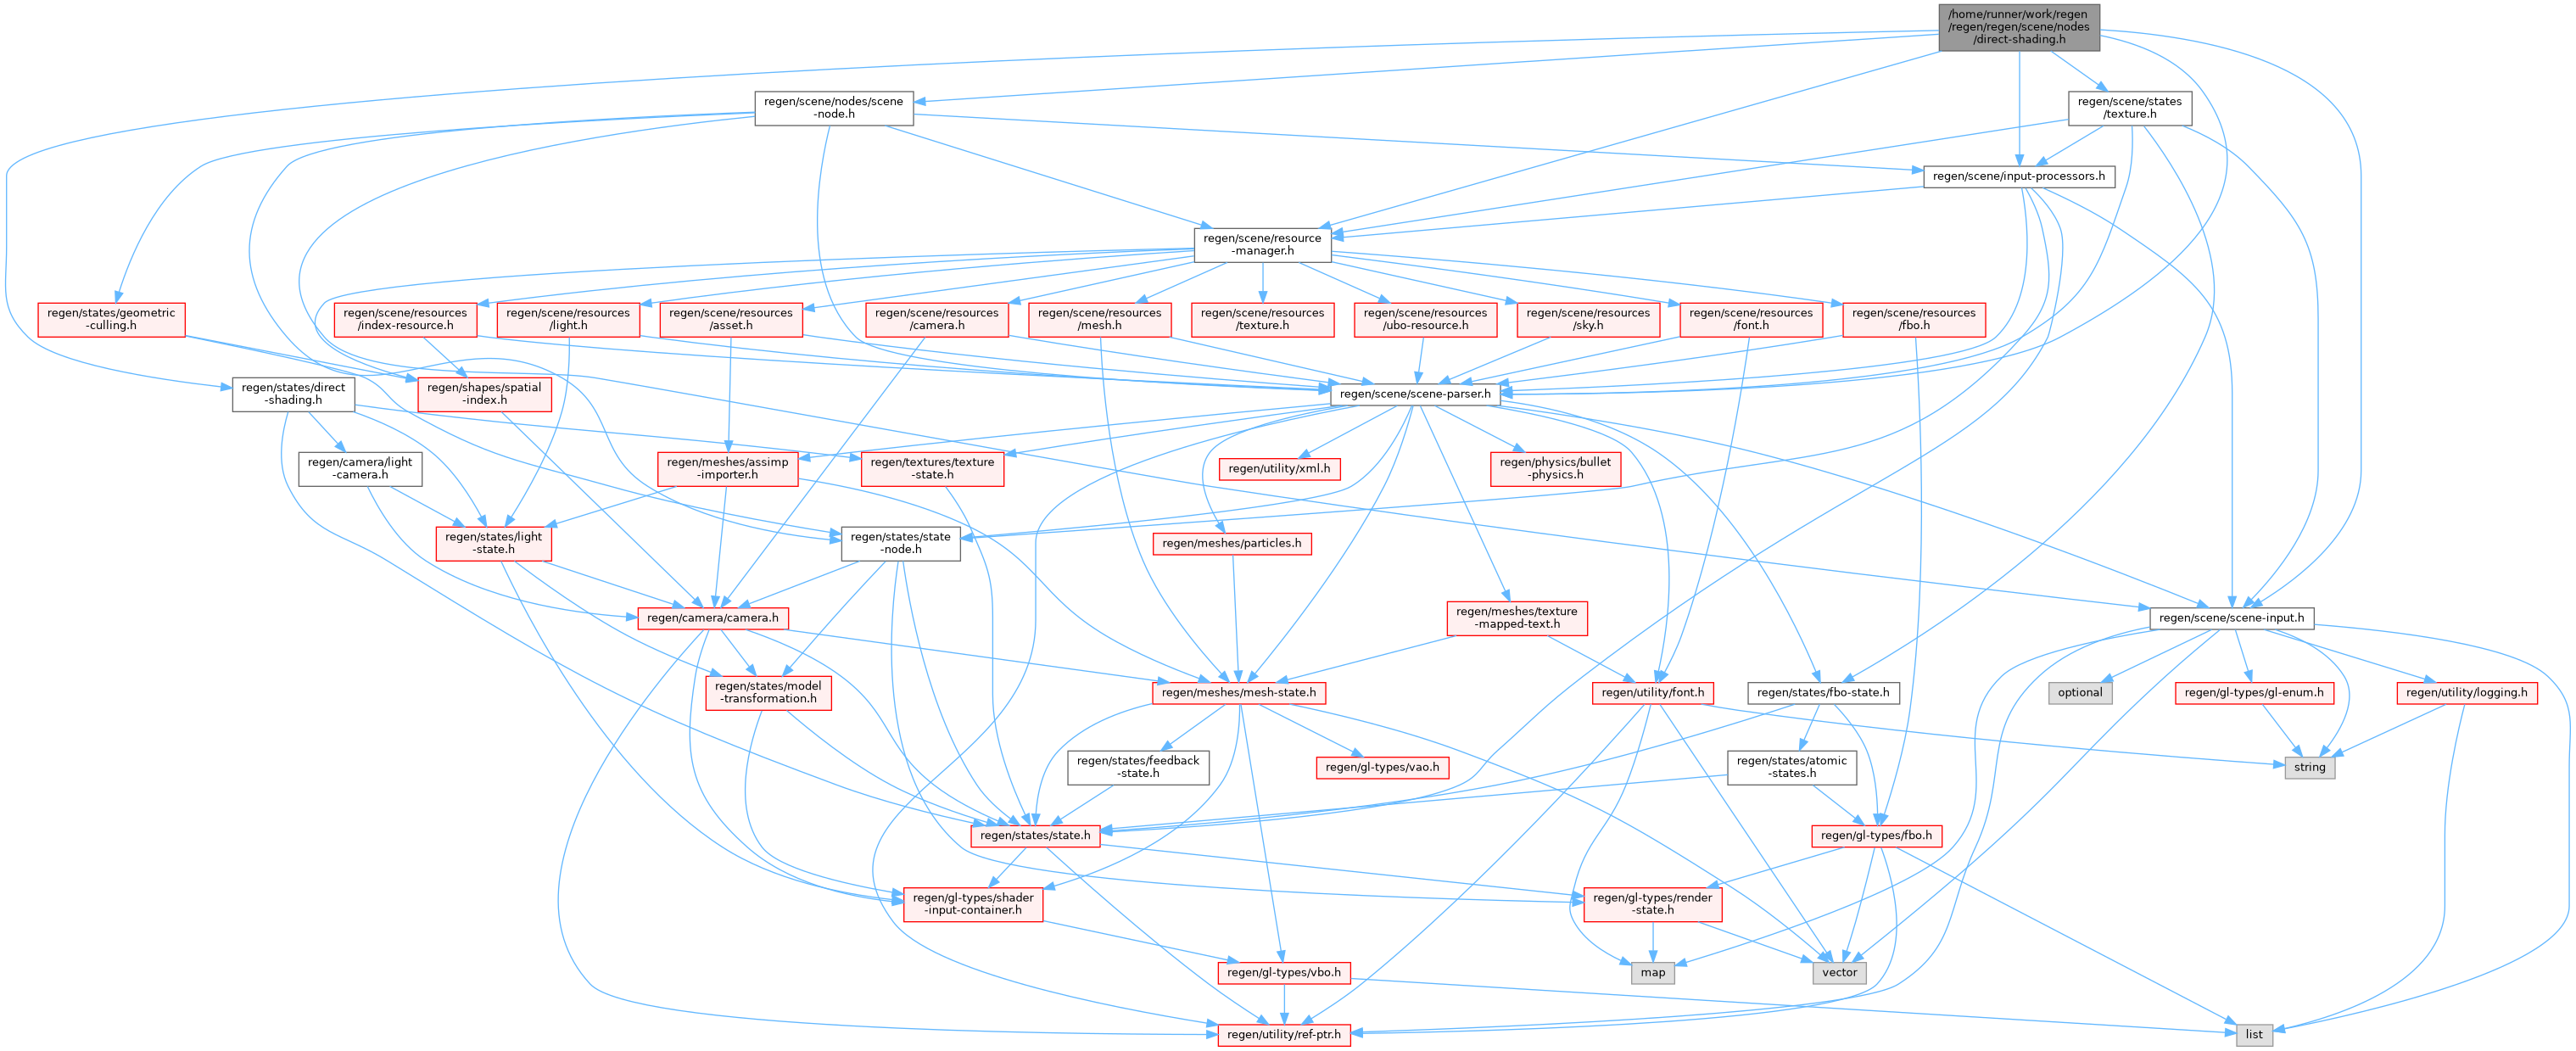 /home/runner/work/regen
/regen/regen/scene/nodes
/direct-shading.h
regen/scene/nodes/scene
-node.h
regen/scene/states
/texture.h
regen/scene/input-processors.h
regen/scene/resource
-manager.h
regen/states/geometric
-culling.h
regen/scene/resources
/index-resource.h
regen/scene/resources
/light.h
regen/scene/resources
/asset.h
regen/scene/resources
/camera.h
regen/scene/resources
/mesh.h
regen/scene/resources
/texture.h
regen/scene/resources
/ubo-resource.h
regen/scene/resources
/sky.h
regen/scene/resources
/font.h
regen/scene/resources
/fbo.h
regen/states/direct
-shading.h
regen/shapes/spatial
-index.h
regen/scene/scene-parser.h
regen/camera/light
-camera.h
regen/meshes/assimp
-importer.h
regen/textures/texture
-state.h
regen/utility/xml.h
regen/physics/bullet
-physics.h
regen/states/light
-state.h
regen/states/state
-node.h
regen/meshes/particles.h
regen/camera/camera.h
regen/meshes/texture
-mapped-text.h
regen/scene/scene-input.h
regen/states/model
-transformation.h
regen/meshes/mesh-state.h
regen/utility/font.h
regen/states/fbo-state.h
optional
regen/gl-types/gl-enum.h
regen/utility/logging.h
regen/states/feedback
-state.h
regen/gl-types/vao.h
regen/states/atomic
-states.h
string
regen/states/state.h
regen/gl-types/fbo.h
regen/gl-types/shader
-input-container.h
regen/gl-types/render
-state.h
regen/gl-types/vbo.h
map
vector
regen/utility/ref-ptr.h
list